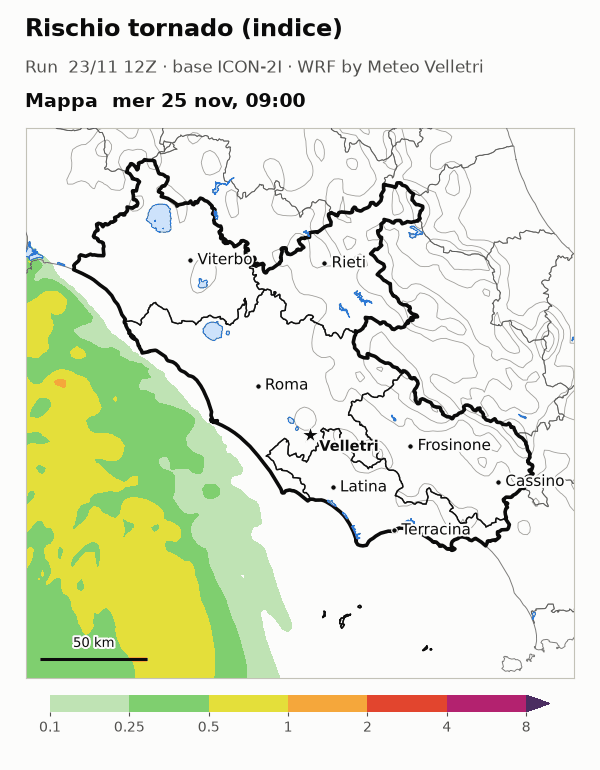 Rischio tornado (indice)
Run  23/11 12Z · base ICON-2I · WRF by Meteo Velletri
Mappa  mer 25 nov, 09:00
Viterbo
Rieti
Roma
Velletri
Frosinone
Cassino
Latina
Terracina
50 km
0.1 0.25 0.5 1 2 4 8